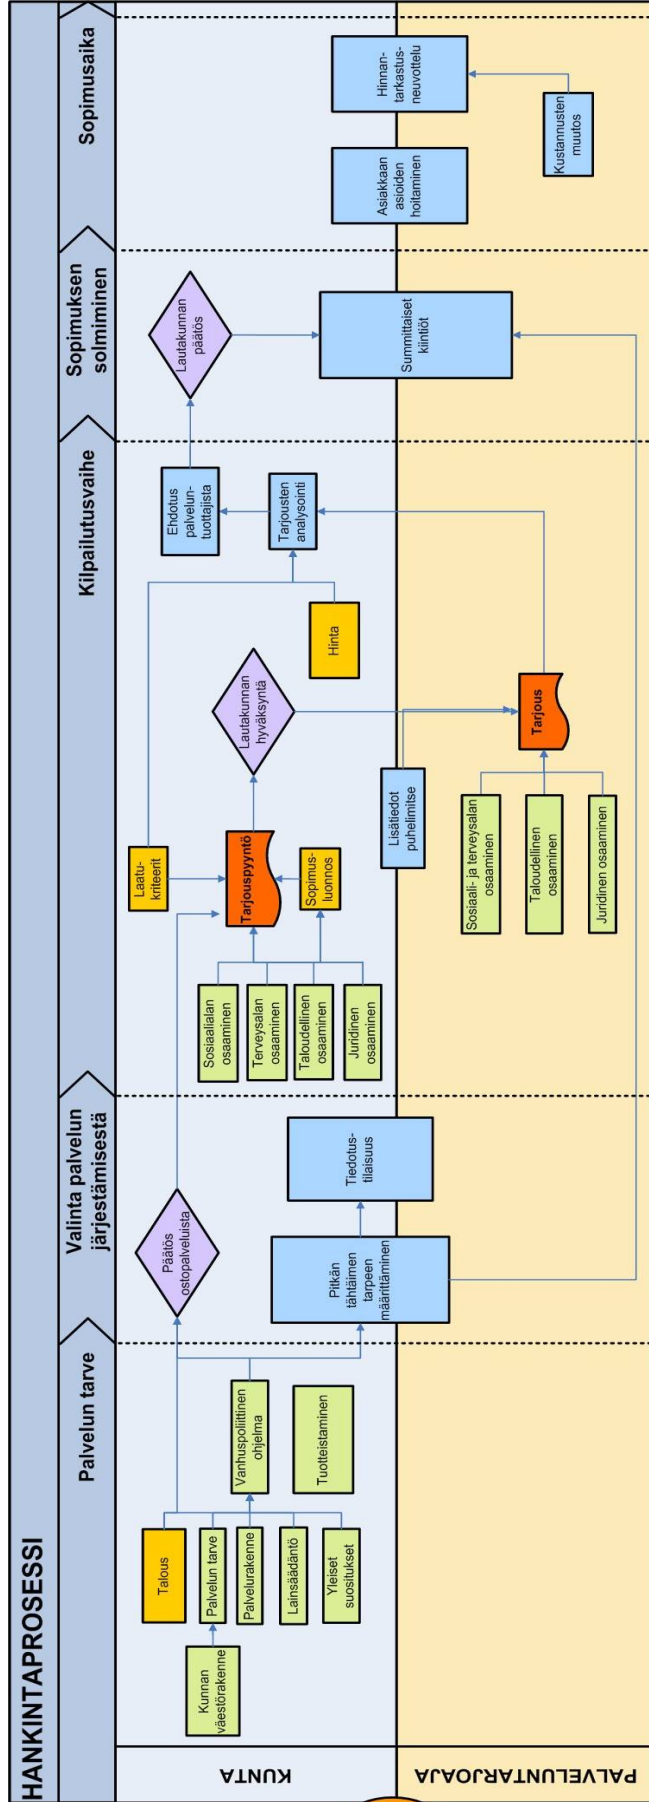 HANKINTAPROSESSI
Palvelun tarve
Valinta palvelun
järjestämisestä
Kilpailutusvaihe
Sopimuksen
solmiminen
Sopimusaika
KUNTA
Kunnan
väestörakenne
Talous
Palvelun tarve
Palvelurakenne
Lainsäädäntö
Yleiset
suositukset
Vanhuspoliittinen
ohjelma
Tuotteistaminen
Päätös
ostopalveluista
Pitkän
tähtäimen
tarpeen
määrittäminen
Tiedotus-
tilaisuus
Sosiaalialan
osaaminen
Terveysalan
osaaminen
Taloudellinen
osaaminen
Juridinen
osaaminen
Laatu-
kriteerit
Tarjouspyyntö
Sopimus-
luonnos
Lautakunnan
hyväksyntä
Lisätiedot
puhelimitse
Hinta
Ehdotus
palvelun-
tuottajista
Tarjousten
analysointi
Lautakunnan
päätös
Summittaiset
kiintiöt
Asiakkaan
asioiden
hoitaminen
Hinnan-
tarkastus-
neuvottelu
PALVELUNTARJOAJA
Sosiaali- ja terveysalan
osaaminen
Taloudellinen
osaaminen
Juridinen osaaminen
Tarjous
Kustannusten
muutos